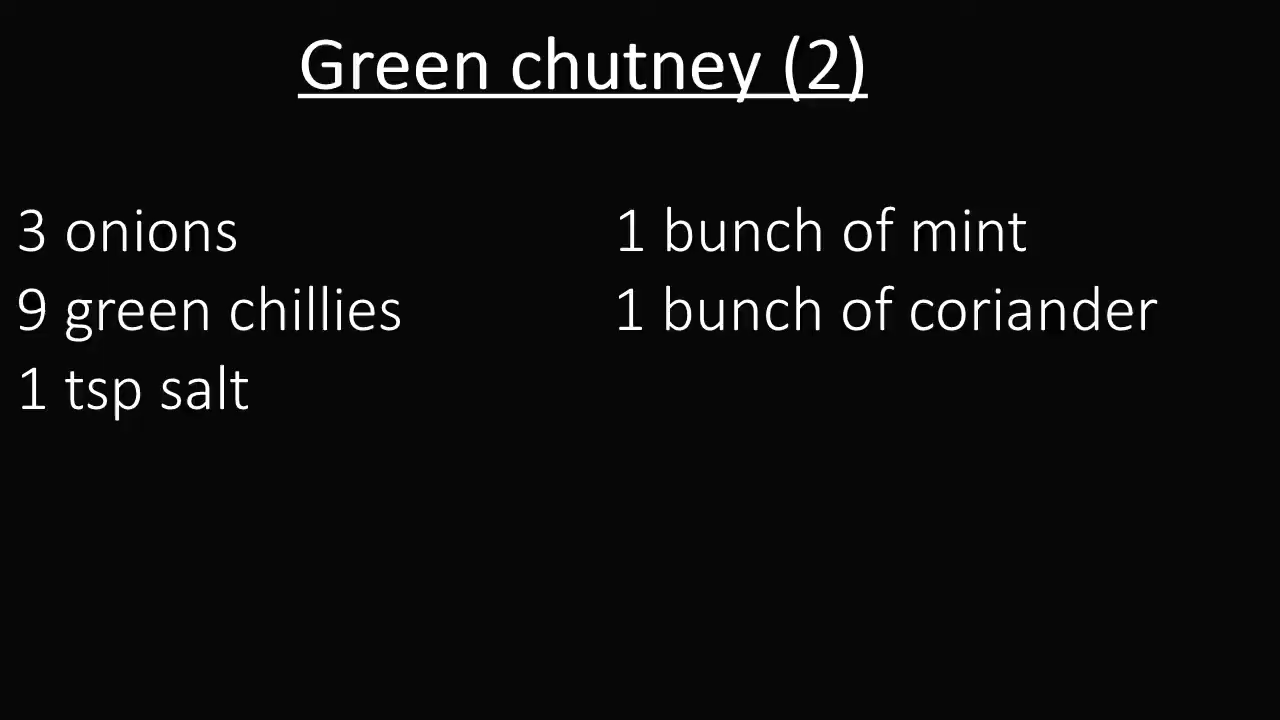 Green chutney (2)
3 onions
9 green chillies
1 tsp salt
1 bunch of mint
1 bunch of coriander